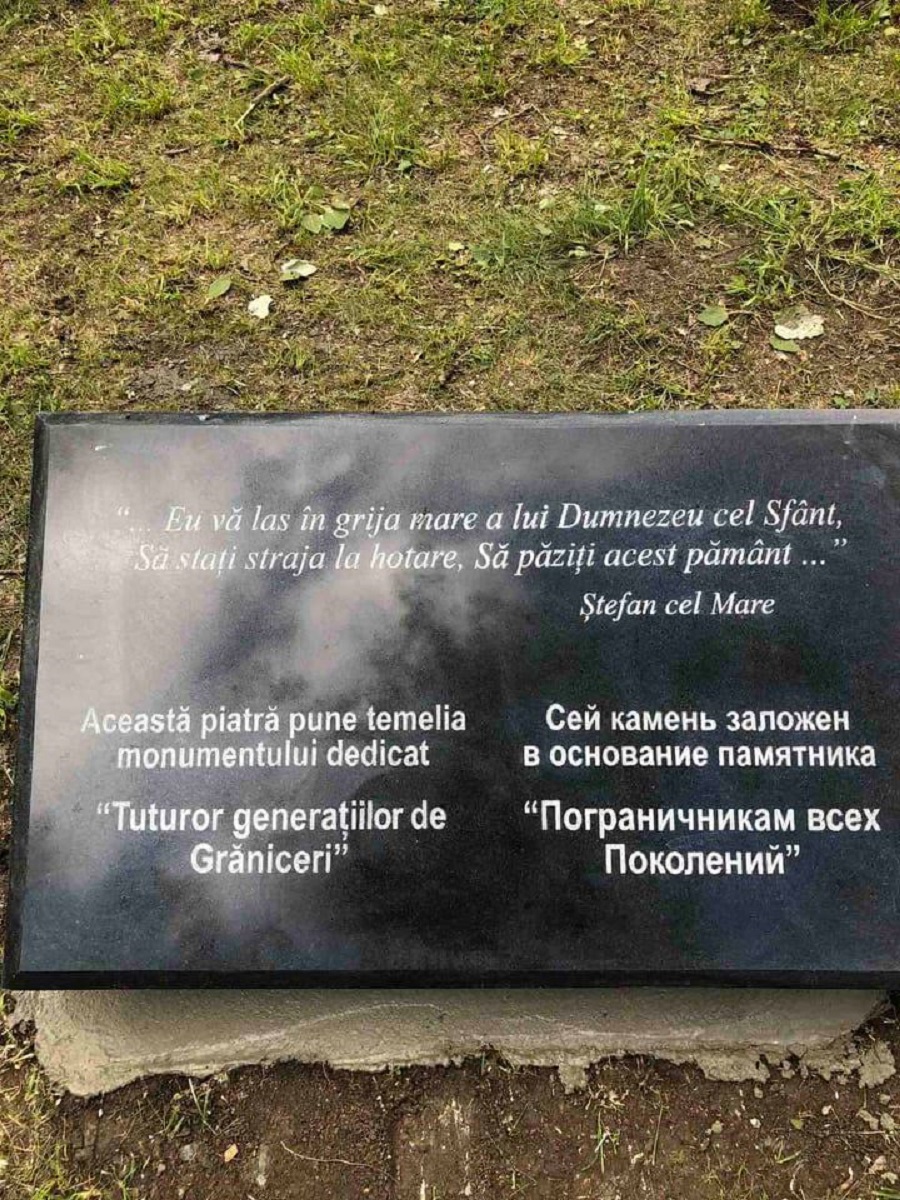 “... Eu vă las în grija mare a lui Dumnezeu cel Sfânt,
Să stați straja la hotare, Să păziți acest pământ ...”
Ștefan cel Mare
Această piatră pune temelia
monumentului dedicat
“Tuturor generațiilor de
Grăniceri”
Сей камень заложен
в основание памятника
“Пограничникам всех
Поколений”